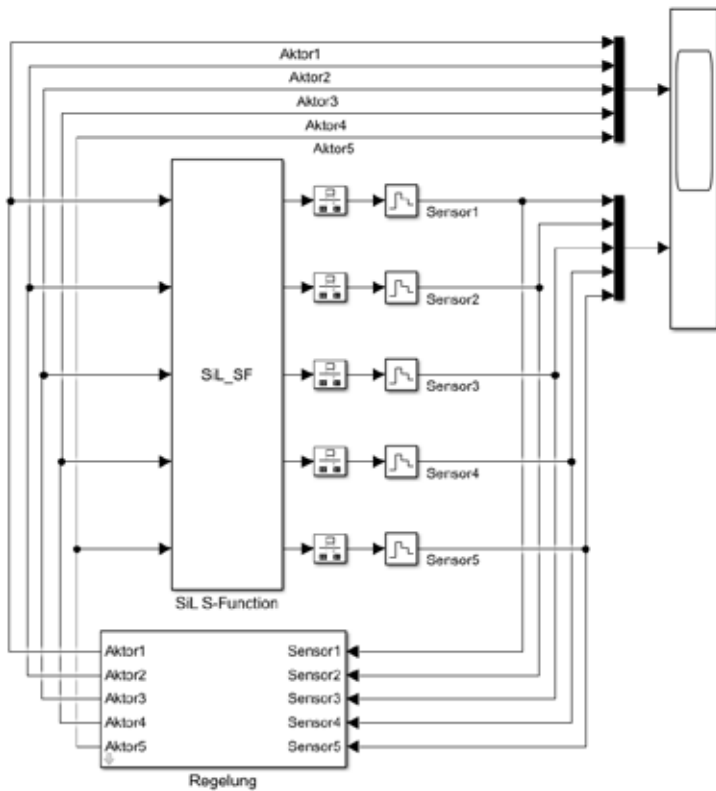 Aktor1
Aktor2
Aktor3
Aktor4
Aktor5
Sensor1
Sensor2
SiL_SF
Sensor3
Sensor4
Sensor5
SiL S-Function
Aktor1 Sensor1
Aktor2 Sensor2
Aktor3 Sensor3
Aktor4 Sensor4
Aktor5 Sensor5
Regelung